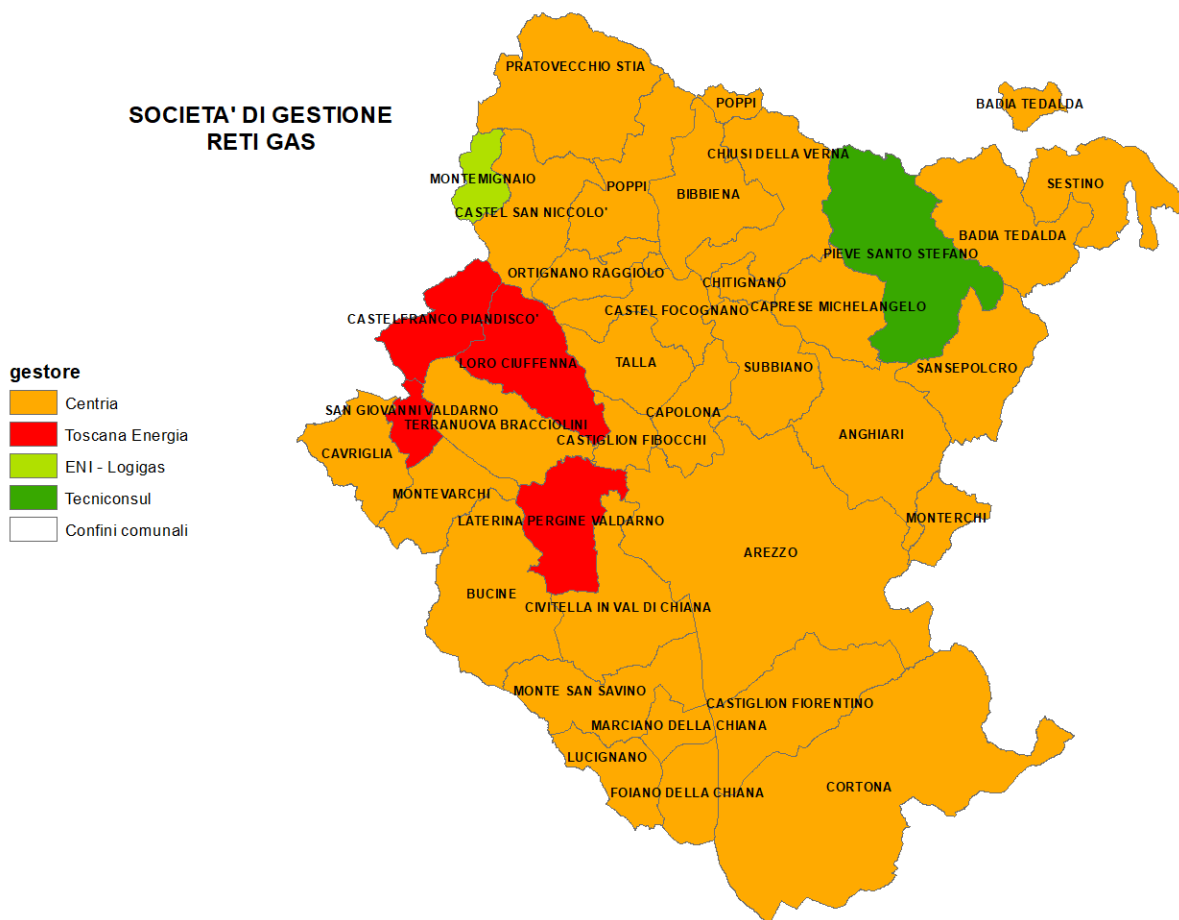 SOCIETA' DI GESTIONE
RETI GAS
PRATOVECCHIO STIA
POPPI
BADIA TEDALDA
CHIUSI DELLA VERNA
MONTEMIGNAIO
POPPI
BIBBIENA
SESTINO
CASTEL SAN NICCOLO'
BADIA TEDALDA
PIEVE SANTO STEFANO
ORTIGNANO RAGGIOLO
CHITIGNANO
CASTEL FOCOGNANO
CAPRESE MICHELANGELO
CASTELFRANCO PIANDISCO'
LORO CIUFFENNA
TALLA
SUBBIANO
SANSEPOLCRO
SAN GIOVANNI VALDARNO
CAPOLONA
TERRANUOVA BRACCIOLINI
ANGHIARI
CASTIGLION FIBOCCHI
CAVRIGLIA
MONTEVARCHI
LATERINA PERGINE VALDARNO
MONTERCHI
AREZZO
BUCINE
CIVITELLA IN VAL DI CHIANA
MONTE SAN SAVINO
CASTIGLION FIORENTINO
MARCIANO DELLA CHIANA
LUCIGNANO
FOIANO DELLA CHIANA
CORTONA
gestore
Centria
Toscana Energia
ENI - Logigas
Tecniconsul
Confini comunali